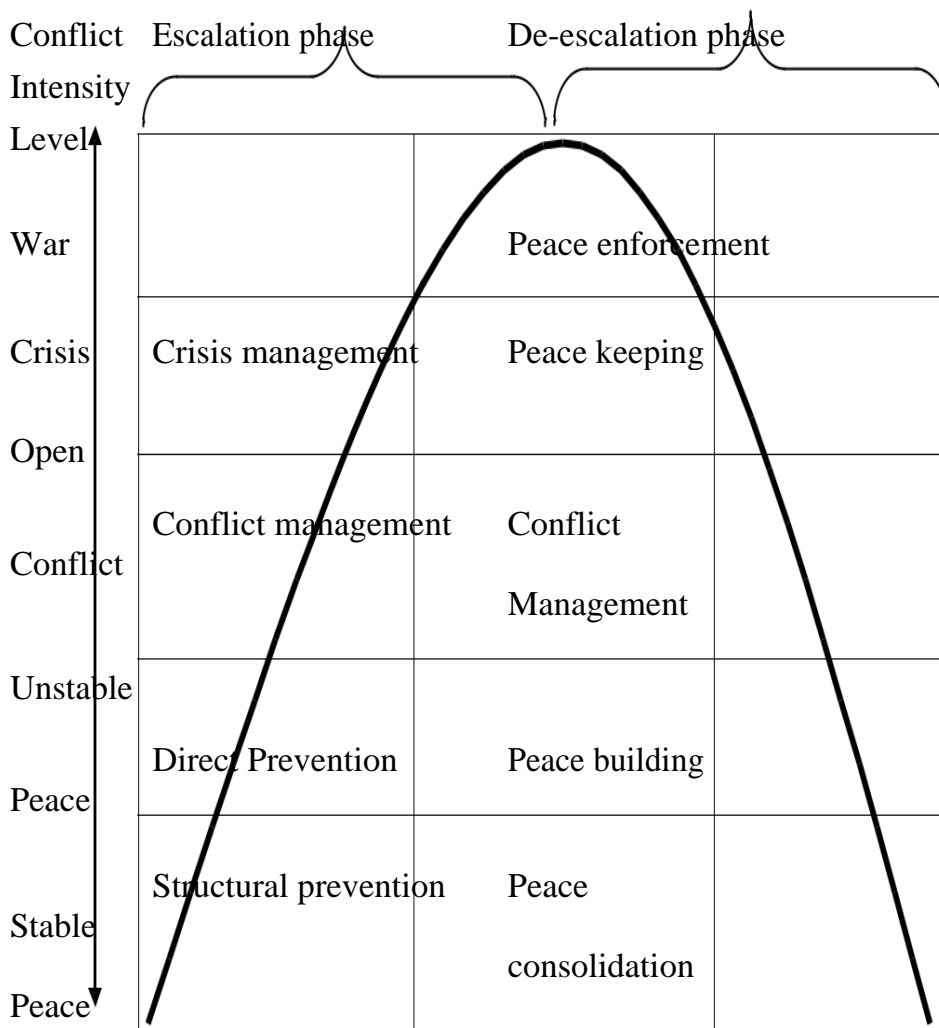 Conflict Escalation phase De-escalation phase
Intensity
Level
War Peace enforcement
Crisis Crisis management Peace keeping
Open
Conflict management Conflict
Conflict
Management
Unstable
Direct Prevention Peace building
Peace
Structural prevention Peace
Stable
consolidation
Peace